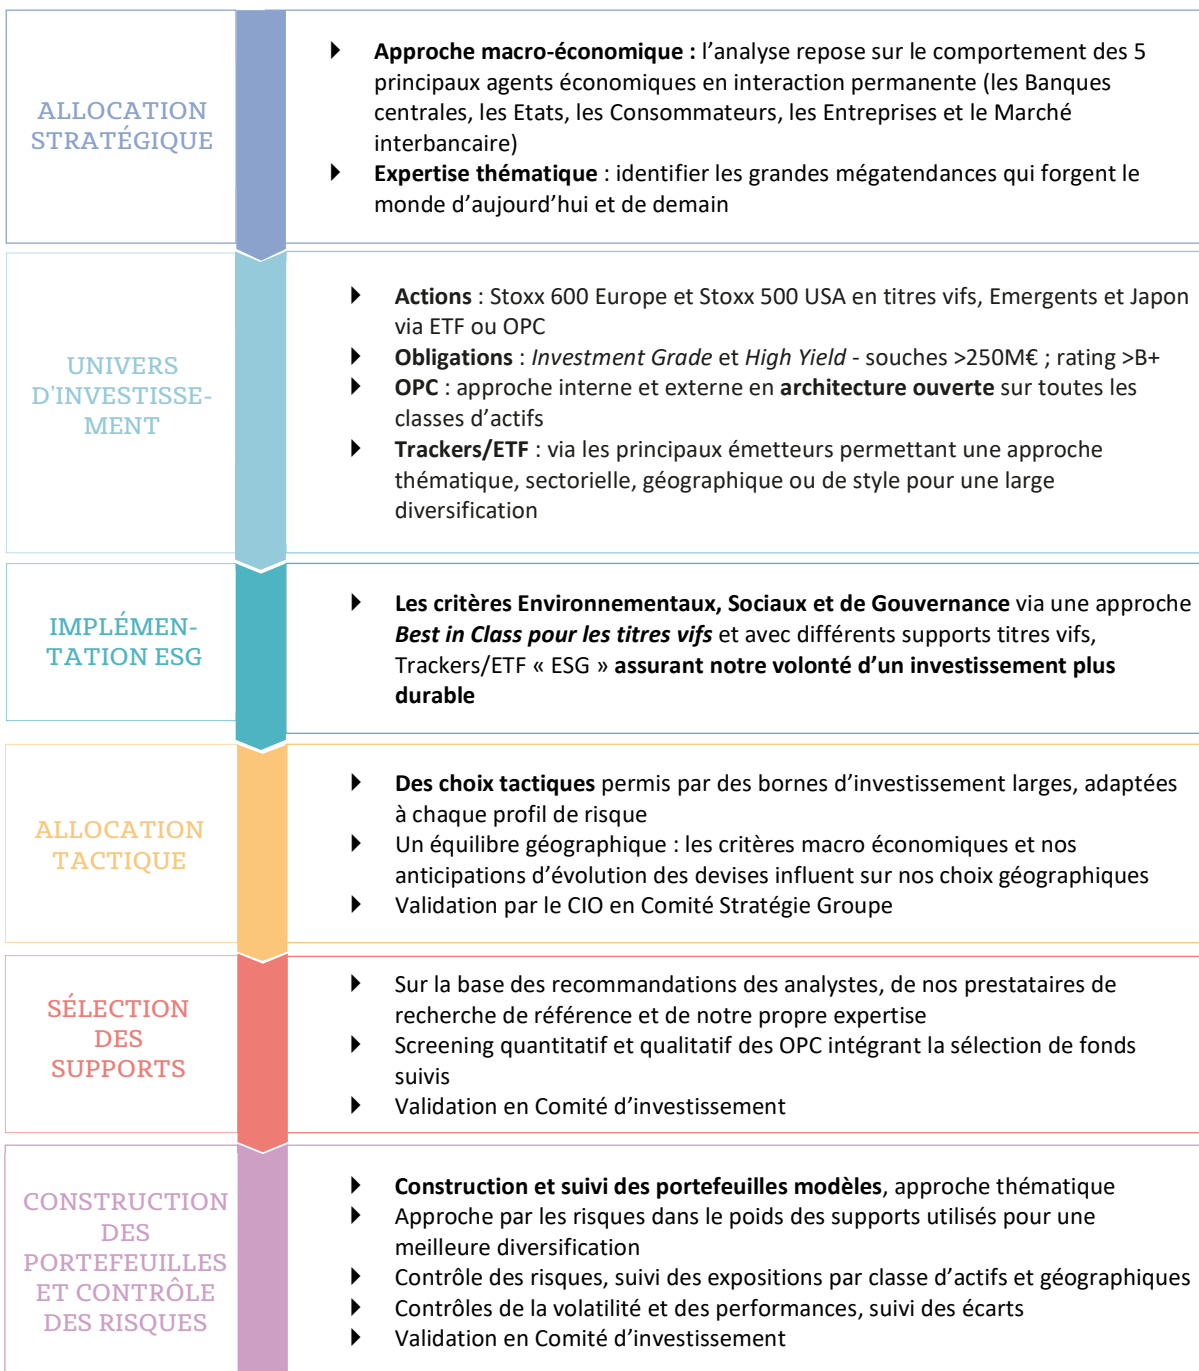 ALLOCATION
STRATÉGIQUE
Approche macro-économique : l’analyse repose sur le comportement des 5
principaux agents économiques en interaction permanente (les Banques
centrales, les Etats, les Consommateurs, les Entreprises et le Marché
interbancaire)
Expertise thématique : identifier les grandes mégatendances qui forgent le
monde d’aujourd’hui et de demain
UNIVERS
D’INVESTISSE-
MENT
Actions : Stoxx 600 Europe et Stoxx 500 USA en titres vifs, Emergents et Japon
via ETF ou OPC
Obligations : Investment Grade et High Yield - souches >250M€ ; rating >B+
OPC : approche interne et externe en architecture ouverte sur toutes les
classes d’actifs
Trackers/ETF : via les principaux émetteurs permettant une approche
thématique, sectorielle, géographique ou de style pour une large
diversification
IMPLÉMEN-
TATION ESG
Les critères Environnementaux, Sociaux et de Gouvernance via une approche
Best in Class pour les titres vifs et avec différents supports titres vifs,
Trackers/ETF « ESG » assurant notre volonté d’un investissement plus
durable
ALLOCATION
TACTIQUE
Des choix tactiques permis par des bornes d’investissement larges, adaptées
à chaque profil de risque
Un équilibre géographique : les critères macro économiques et nos
anticipations d’évolution des devises influent sur nos choix géographiques
Validation par le CIO en Comité Stratégie Groupe
SÉLECTION
DES
SUPPORTS
Sur la base des recommandations des analystes, de nos prestataires de
recherche de référence et de notre propre expertise
Screening quantitatif et qualitatif des OPC intégrant la sélection de fonds
suivis
Validation en Comité d’investissement
CONSTRUCTION
DES
PORTEFEUILLES
ET CONTRÔLE
DES RISQUES
Construction et suivi des portefeuilles modèles, approche thématique
Approche par les risques dans le poids des supports utilisés pour une
meilleure diversification
Contrôle des risques, suivi des expositions par classe d’actifs et géographiques
Contrôles de la volatilité et des performances, suivi des écarts
Validation en Comité d’investissement